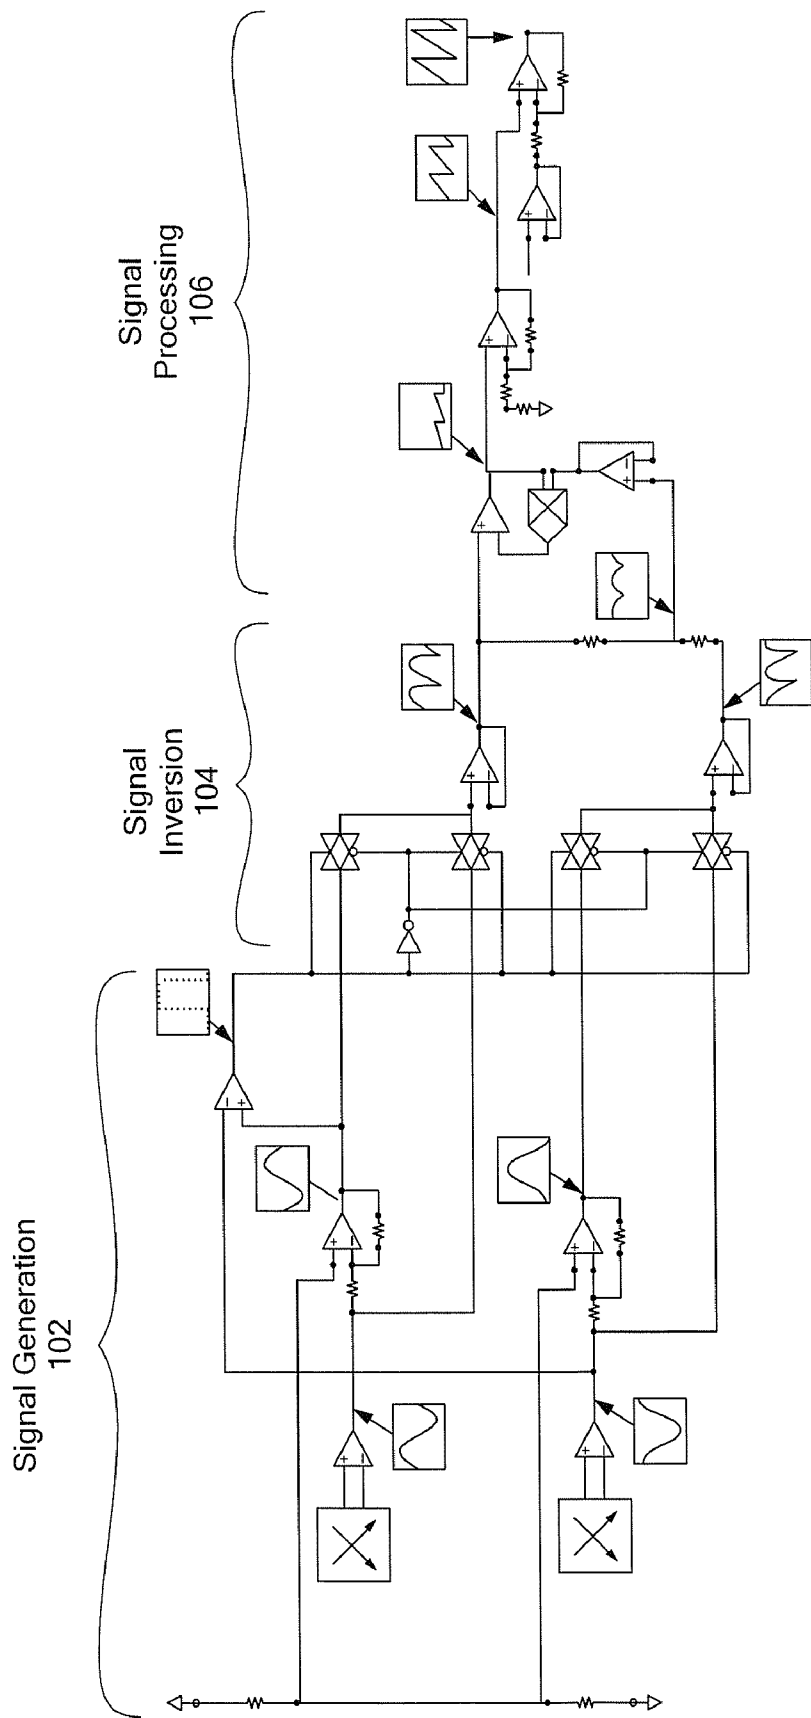 Signal Generation
102
Signal
Inversion
104
Signal
Processing
106